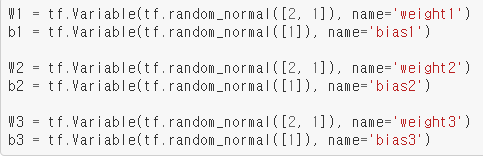 W1 = tf.Variable(tf.random_normal([2, 1]), name='weight1')
b1 = tf.Variable(tf.random_normal([1]), name='bias1')
W2 = tf.Variable(tf.random_normal([2, 1]), name='weight2')
b2 = tf.Variable(tf.random_normal([1]), name='bias2')
W3 = tf.Variable(tf.random_normal([2, 1]), name='weight3')
b3 = tf.Variable(tf.random_normal([1]), name='bias3')